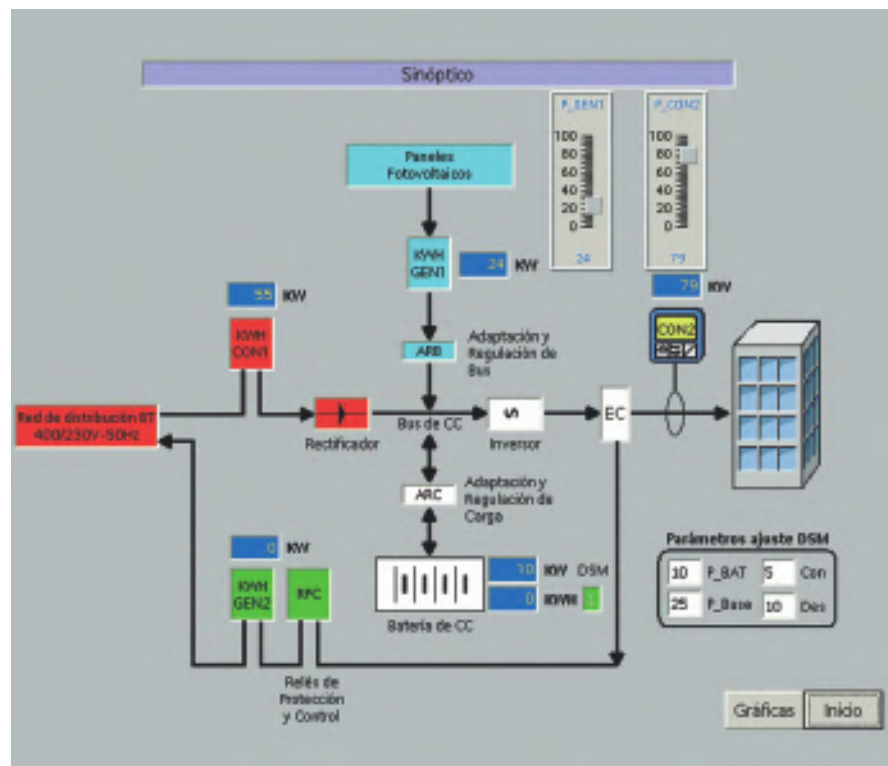 Sinóptico
P_GEN1
100
80
60
40
20
0
24
P_CON2
100
80
60
40
20
0
79
79 KW
Paneles
Fotovoltaicos
KWH
GEN1
24 KW
55 KW
KWH
CON1
ARB
Adaptación y
Regulación de
Bus
CON2
Red de distribución BT
400/230V-50Hz
Rectificador
Bus de CC
Inversor
EC
ARC
Adaptación y
Regulación de
Carga
0 KW
KWH
GEN2
RPC
10 KW DSM
0 KWH
Batería de CC
Relés de
Protección
y Control
Parámetros ajuste DSM
10 P_BAT 5 Con
25 P_Base 10 Des
Gráficas Inicio